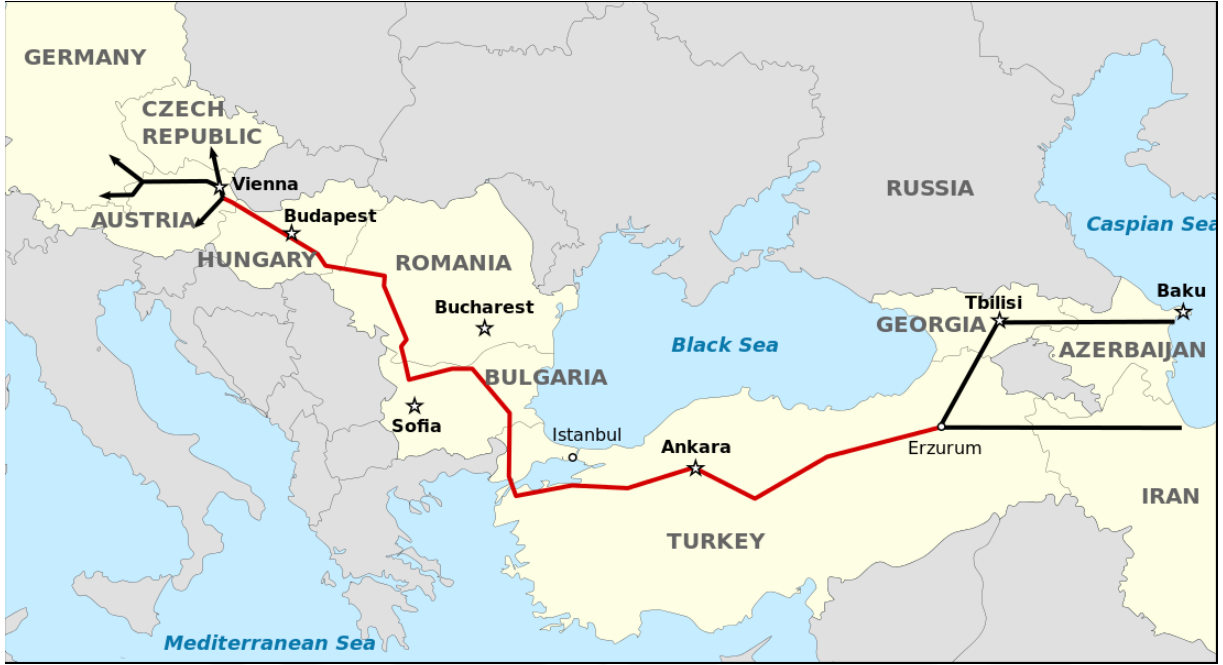 GERMANY
CZECH
REPUBLIC
Vienna
RUSSIA
AUSTRIA
Budapest
Caspian Sea
HUNGARY
ROMANIA
Baku
Tbilisi
Bucharest
GEORGIA
Black Sea
AZERBAIJAN
BULGARIA
Sofia
Istanbul
Ankara
Erzurum
IRAN
TURKEY
Mediterranean Sea